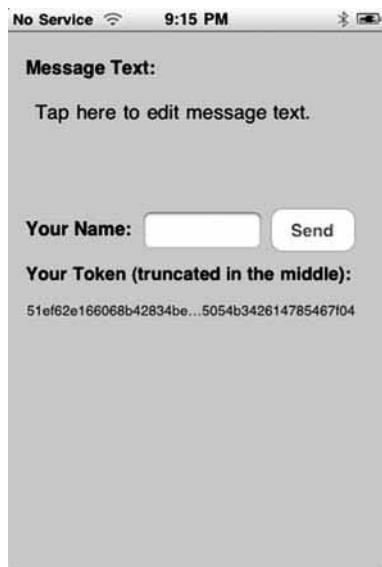 No Service 9:15 PM
Message Text:
Tap here to edit message text.
Your Name: Send
Your Token (truncated in the middle):
51ef62e166068b42834be...5054b342614785467f04